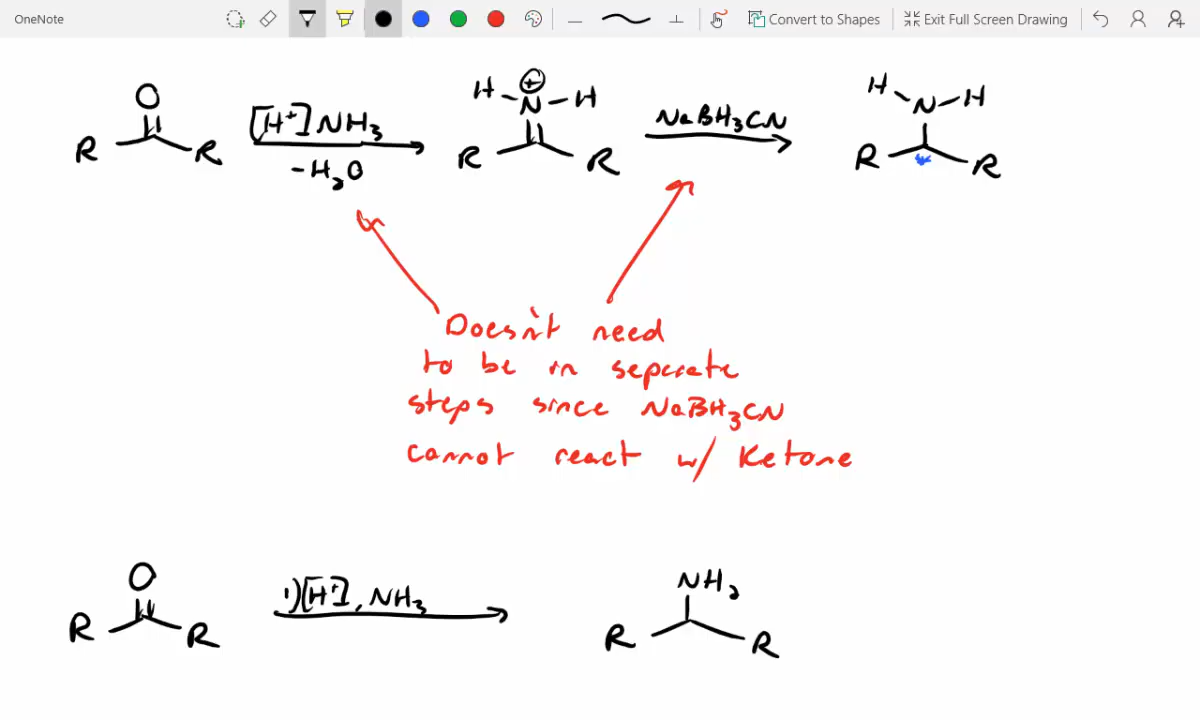 OneNote
Convert to Shapes
Exit Full Screen Drawing
O
R R
[H+] NH3
-H2O
H N H
+
R R
NaBH3CN
H N H
R R
Doesn't need
to be in seperate
steps since NaBH3CN
cannot react w/ Ketone
O
R R
1)[H+], NH3
NH2
R R